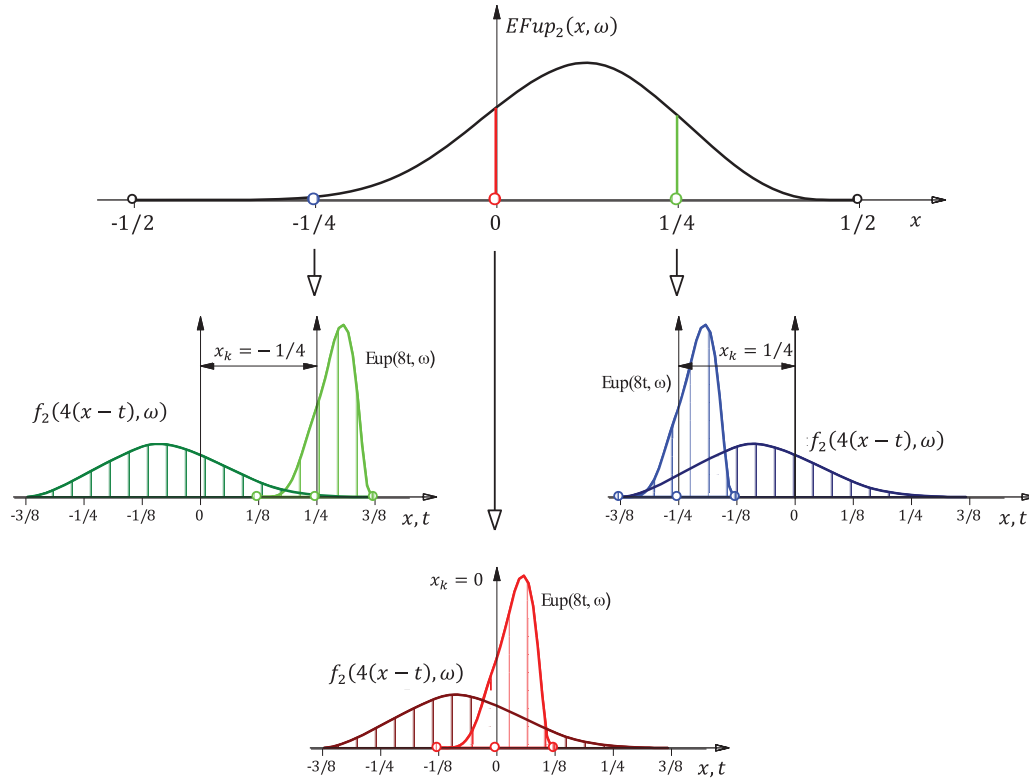 EFup₂(x, ω)
-1/2 -1/4 0 1/4 1/2 x
x_k = − 1/4
Eup(8t, ω)
f₂(4(x − t), ω)
-3/8 -1/4 -1/8 0 1/8 1/4 3/8 x, t
x_k = 1/4
Eup(8t, ω)
f₂(4(x − t), ω)
-3/8 -1/4 -1/8 0 1/8 1/4 3/8 x, t
x_k = 0
Eup(8t, ω)
f₂(4(x − t), ω)
-3/8 -1/4 -1/8 0 1/8 1/4 3/8 x, t